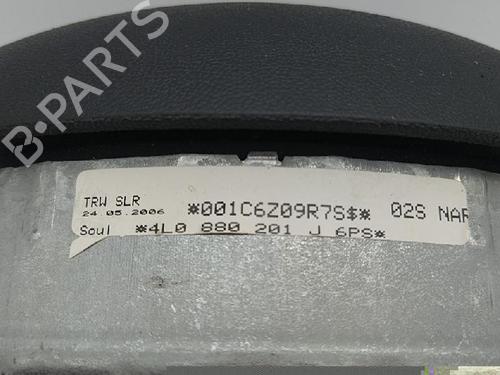 B-PARTS
TRW SLR
24.05.2006
*001C6Z09R7S$* 02S NAR
Soul *4L0 880 201 J 6PS*